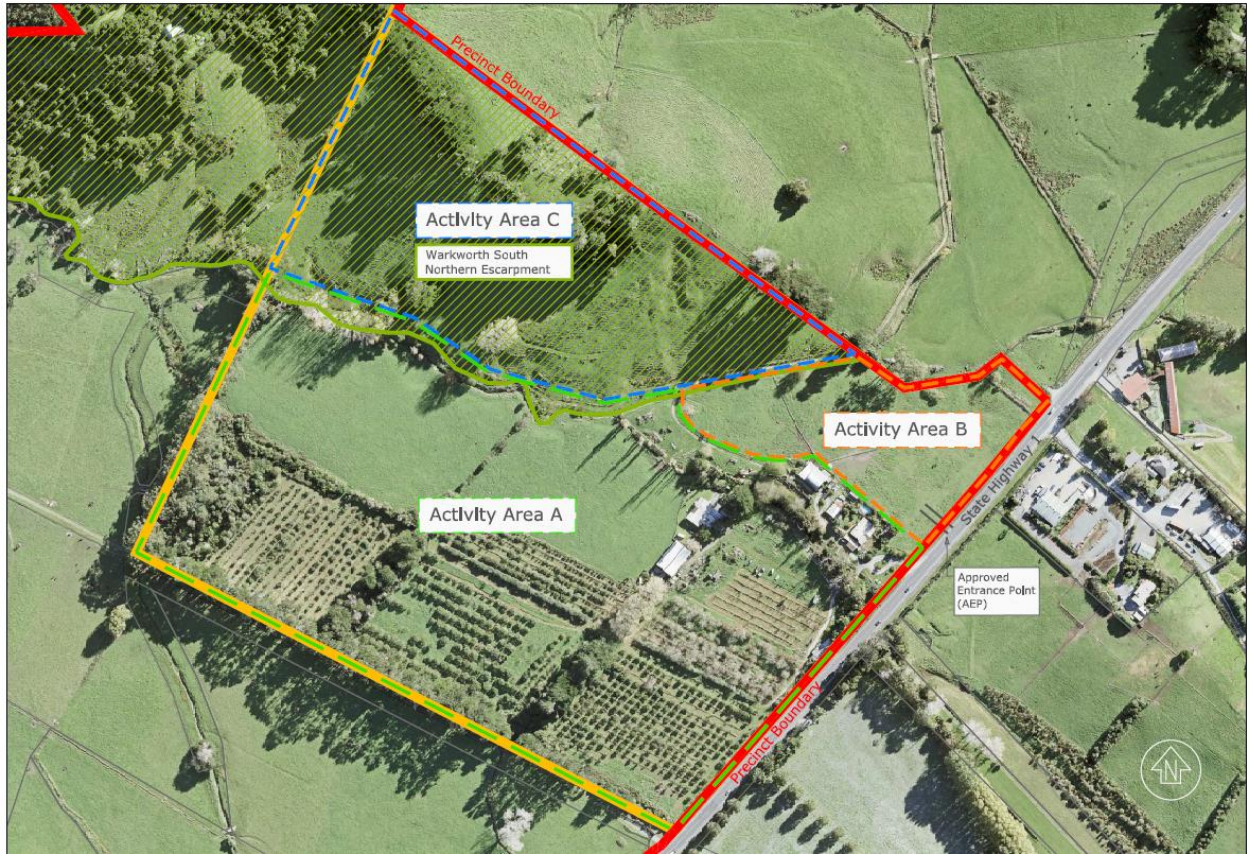 Precinct Boundary
Activity Area C
Warkworth South
Northern Escarpment
Activity Area B
State Highway 1
Activity Area A
Approved
Entrance Point
(AEP)
Precinct Boundary
N